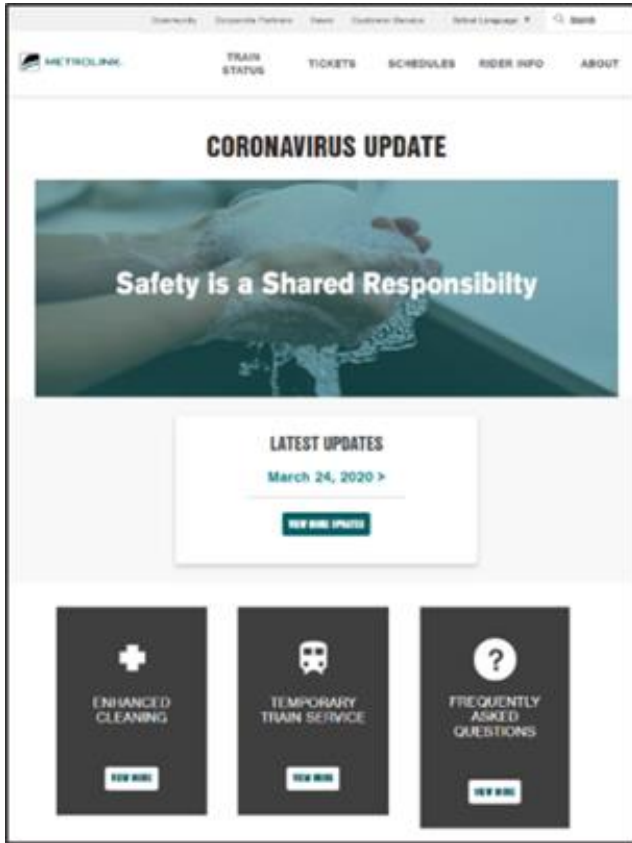 Community Corporate Partners News Customer Service Select Language ▼ Search
METROLINK
TRAIN STATUS
TICKETS
SCHEDULES
RIDER INFO
ABOUT
CORONAVIRUS UPDATE
Safety is a Shared Responsibilty
LATEST UPDATES
March 24, 2020 >
VIEW MORE UPDATES
ENHANCED
CLEANING
VIEW MORE
TEMPORARY
TRAIN SERVICE
VIEW MORE
?
FREQUENTLY
ASKED
QUESTIONS
VIEW MORE